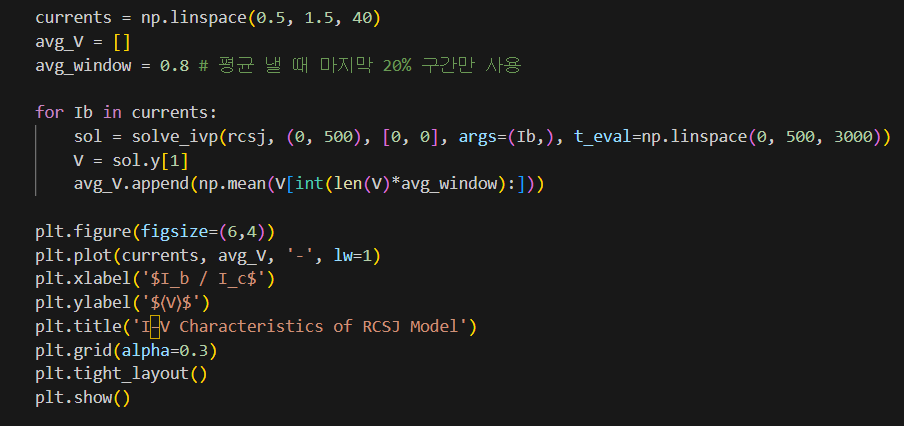 currents = np.linspace(0.5, 1.5, 40)
avg_V = []
avg_window = 0.8 # 평균 낼 때 마지막 20% 구간만 사용
for Ib in currents:
    sol = solve_ivp(rcsj, (0, 500), [0, 0], args=(Ib,), t_eval=np.linspace(0, 500, 3000))
    V = sol.y[1]
    avg_V.append(np.mean(V[int(len(V)*avg_window):]))
plt.figure(figsize=(6,4))
plt.plot(currents, avg_V, '-', lw=1)
plt.xlabel('$I_b / I_c$')
plt.ylabel('$⟨V⟩$')
plt.title('I–V Characteristics of RCSJ Model')
plt.grid(alpha=0.3)
plt.tight_layout()
plt.show()